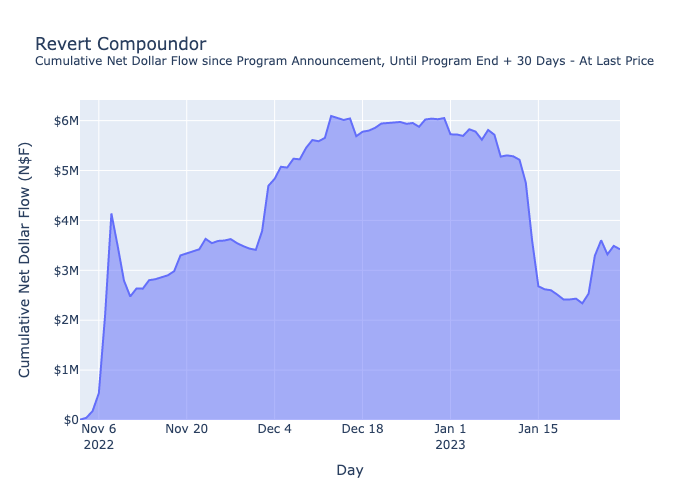 Revert Compoundor
Cumulative Net Dollar Flow since Program Announcement, Until Program End + 30 Days - At Last Price
Cumulative Net Dollar Flow (N$F)
$6M
$5M
$4M
$3M
$2M
$1M
$0
Nov 6
2022
Nov 20
Dec 4
Dec 18
Jan 1
2023
Jan 15
Day